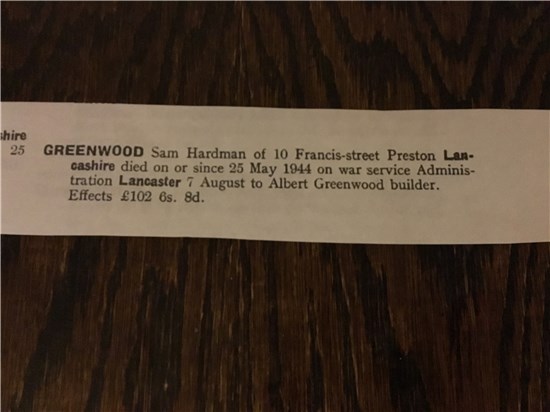 shire
25
GREENWOOD Sam Hardman of 10 Francis-street Preston Lan-
cashire died on or since 25 May 1944 on war service Adminis-
tration Lancaster 7 August to Albert Greenwood builder.
Effects £102 6s. 8d.